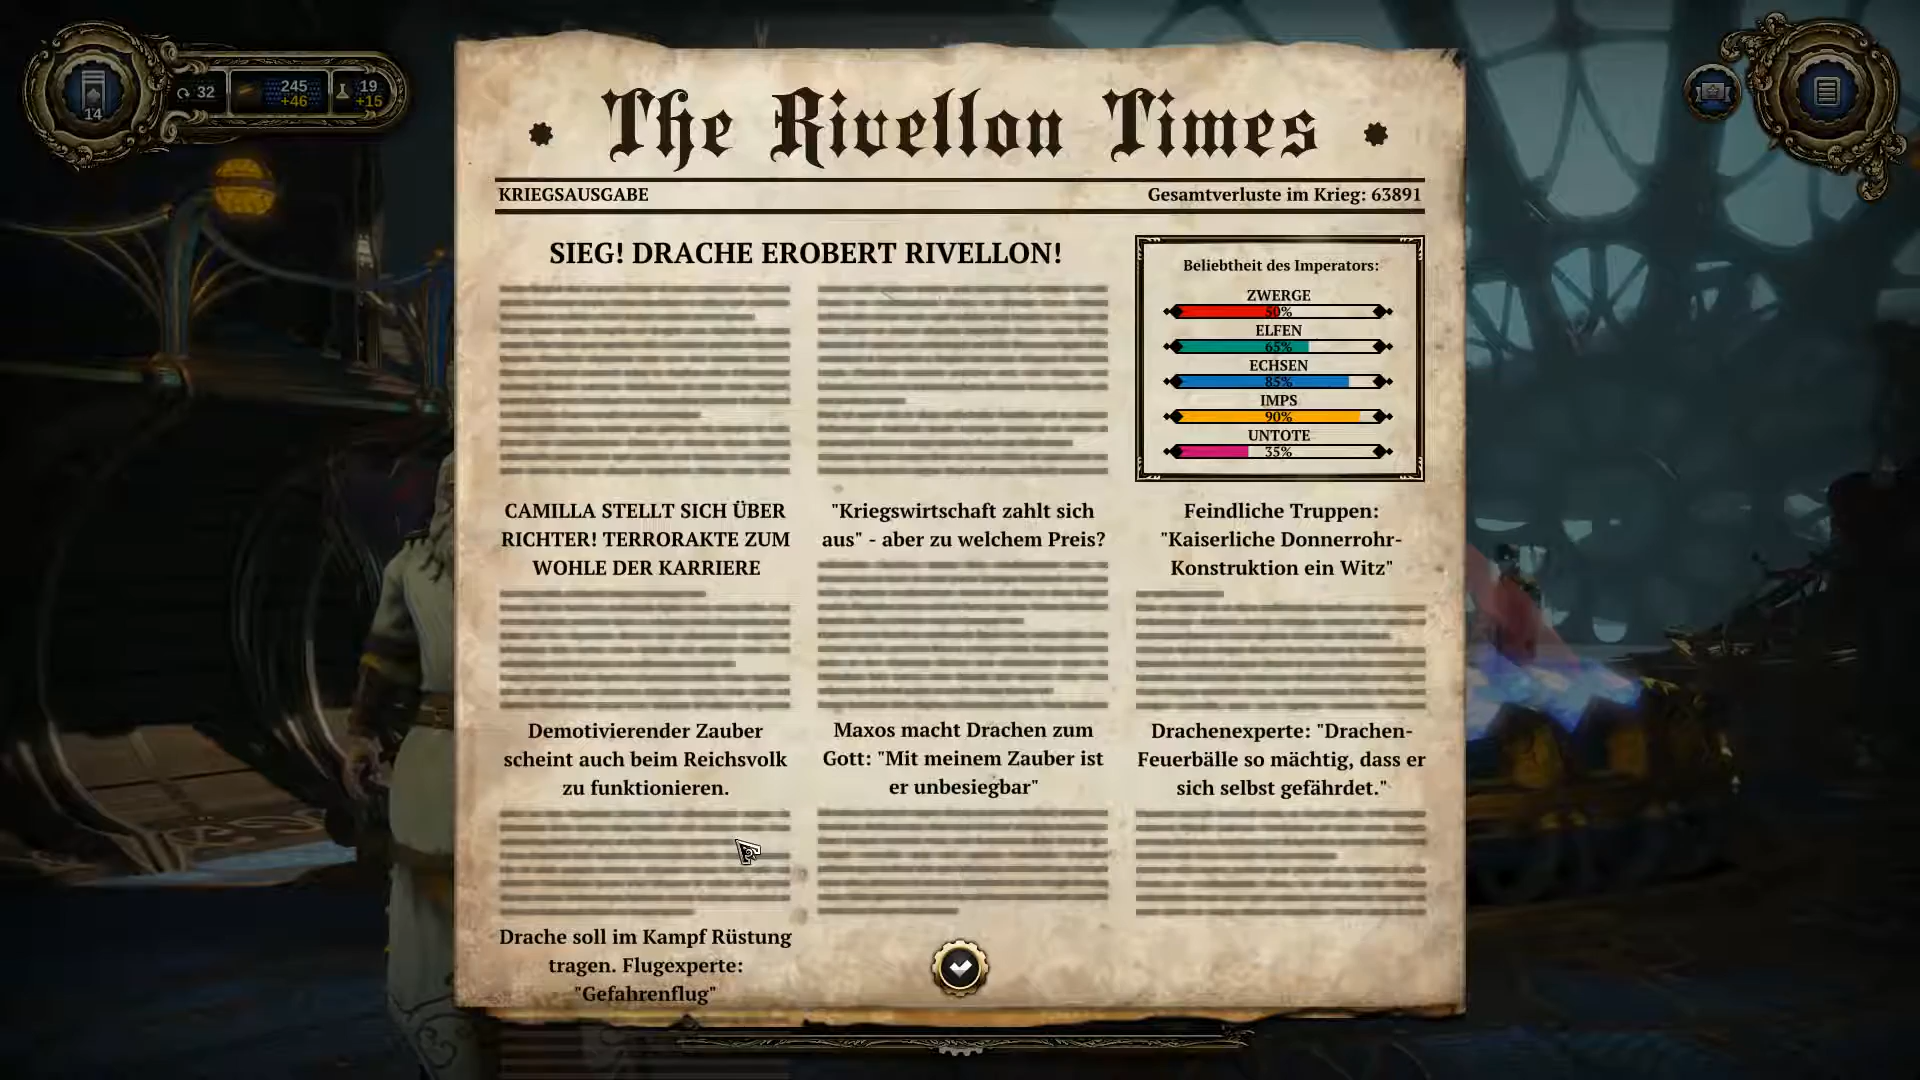 14
32
245
+46
19
+15
The Rivellon Times
KRIEGSAUSGABE
Gesamtverluste im Krieg: 63891
SIEG! DRACHE EROBERT RIVELLON!
Beliebtheit des Imperators:
ZWERGE
50%
ELFEN
65%
ECHSEN
85%
IMPS
90%
UNTOTE
35%
CAMILLA STELLT SICH ÜBER
RICHTER! TERRORAKTE ZUM
WOHLE DER KARRIERE
"Kriegswirtschaft zahlt sich
aus" - aber zu welchem Preis?
Feindliche Truppen:
"Kaiserliche Donnerrohr-
Konstruktion ein Witz"
Demotivierender Zauber
scheint auch beim Reichsvolk
zu funktionieren.
Maxos macht Drachen zum
Gott: "Mit meinem Zauber ist
er unbesiegbar"
Drachenexperte: "Drachen-
Feuerbälle so mächtig, dass er
sich selbst gefährdet."
Drache soll im Kampf Rüstung
tragen. Flugexperte:
"Gefahrenflug"